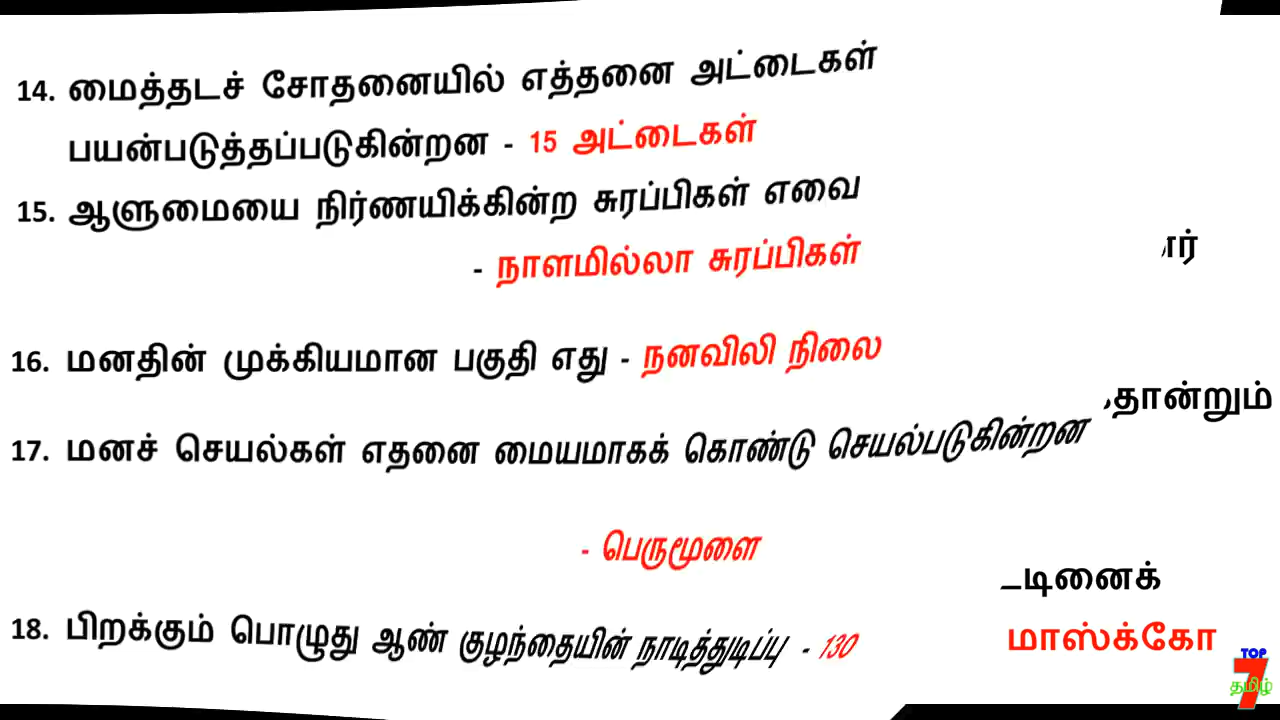 14. மைத்தடச் சோதனையில் எத்தனை அட்டைகள்
பயன்படுத்தப்படுகின்றன - 15 அட்டைகள்
15. ஆளுமையை நிர்ணயிக்கின்ற சுரப்பிகள் எவை
- நாளமில்லா சுரப்பிகள்
16. மனதின் முக்கியமான பகுதி எது - நனவிலி நிலை
17. மனச் செயல்கள் எதனை மையமாகக் கொண்டு செயல்படுகின்றன
- பெருமூளை
18. பிறக்கும் பொழுது ஆண் குழந்தையின் நாடித்துடிப்பு - 130
மாஸ்க்கோ
TOP
7
தமிழ்